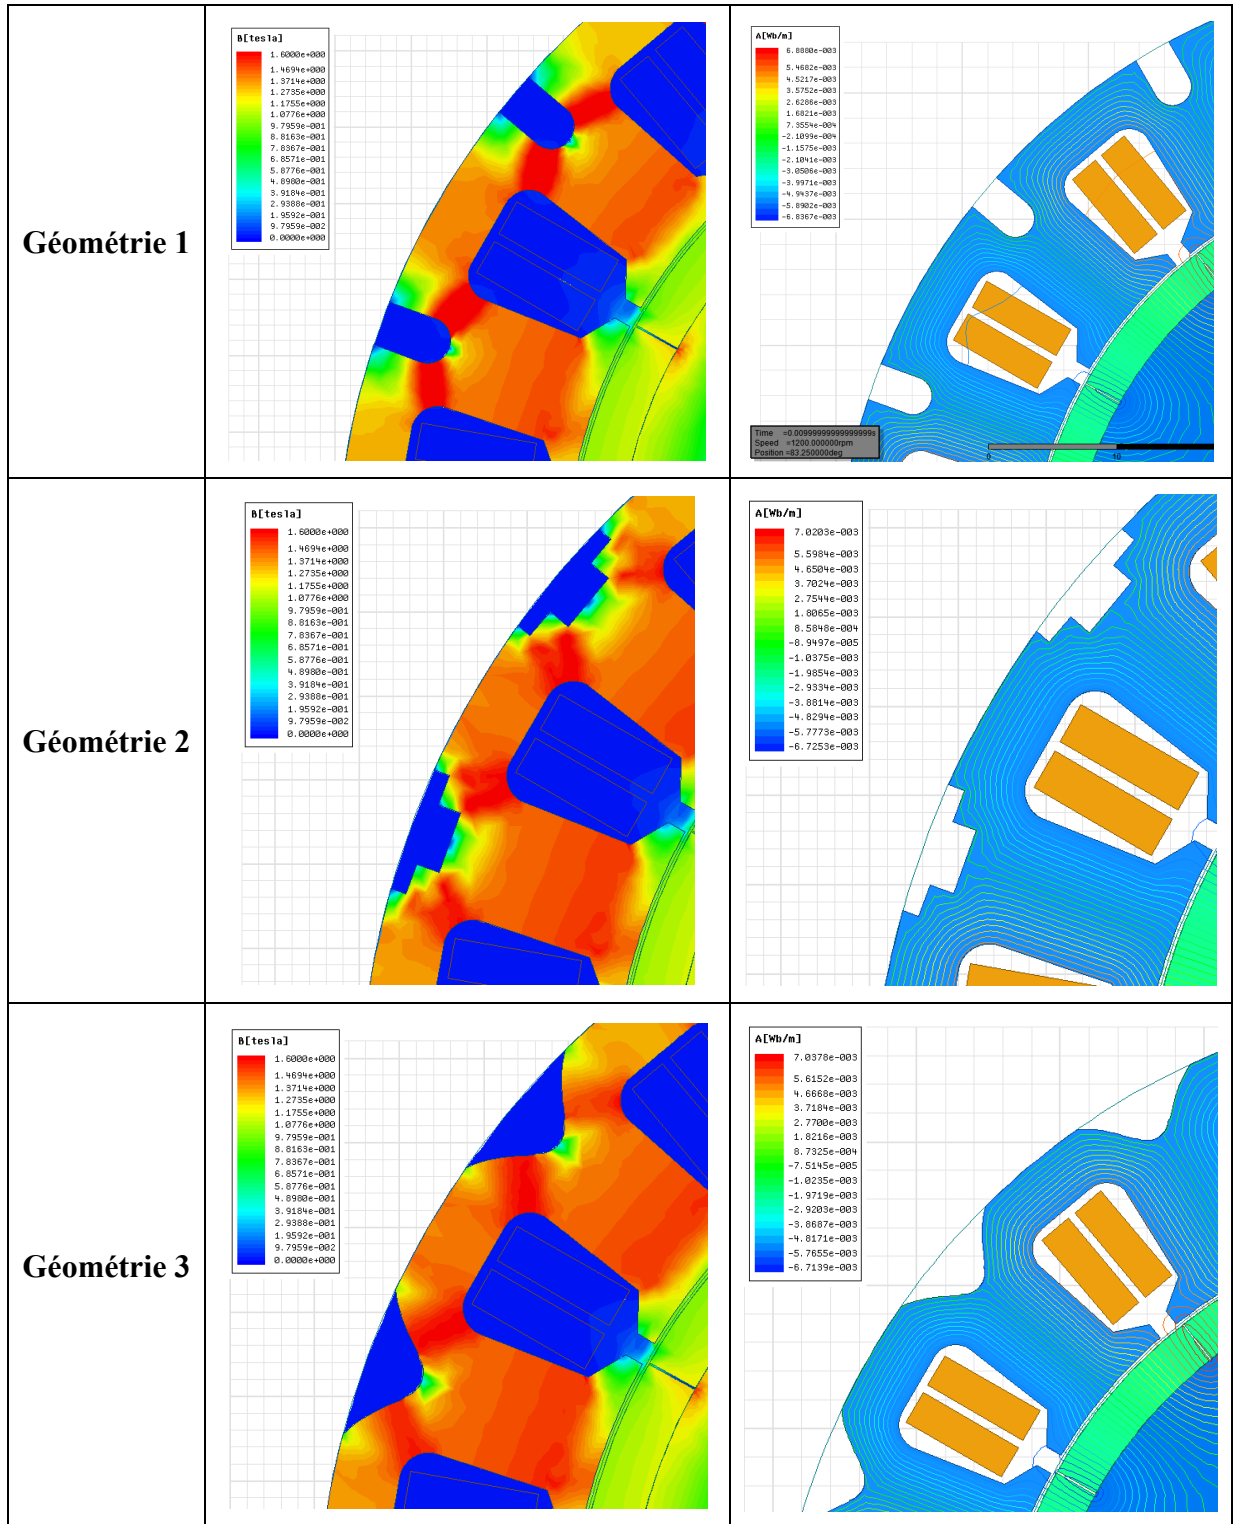 Géométrie 1
B[tesla]
1.6000e+000
1.4694e+000
1.3714e+000
1.2735e+000
1.1755e+000
1.0776e+000
9.7959e-001
8.8163e-001
7.8367e-001
6.8571e-001
5.8776e-001
4.8980e-001
3.9184e-001
2.9388e-001
1.9592e-001
9.7959e-002
0.0000e+000
A[Wb/m]
6.8880e-003
5.4682e-003
4.5217e-003
3.5752e-003
2.6286e-003
1.6821e-003
7.3554e-004
-2.1099e-004
-1.1575e-003
-2.1041e-003
-3.0506e-003
-3.9971e-003
-4.9437e-003
-5.8902e-003
-6.8367e-003
Time =0.009999999999999999s
Speed =1200.000000rpm
Position =83.250000deg
0 10
Géométrie 2
B[tesla]
1.6000e+000
1.4694e+000
1.3714e+000
1.2735e+000
1.1755e+000
1.0776e+000
9.7959e-001
8.8163e-001
7.8367e-001
6.8571e-001
5.8776e-001
4.8980e-001
3.9184e-001
2.9388e-001
1.9592e-001
9.7959e-002
0.0000e+000
A[Wb/m]
7.0203e-003
5.5984e-003
4.6504e-003
3.7024e-003
2.7544e-003
1.8065e-003
8.5848e-004
-8.9497e-005
-1.0375e-003
-1.9854e-003
-2.9334e-003
-3.8814e-003
-4.8294e-003
-5.7773e-003
-6.7253e-003
Géométrie 3
B[tesla]
1.6000e+000
1.4694e+000
1.3714e+000
1.2735e+000
1.1755e+000
1.0776e+000
9.7959e-001
8.8163e-001
7.8367e-001
6.8571e-001
5.8776e-001
4.8980e-001
3.9184e-001
2.9388e-001
1.9592e-001
9.7959e-002
0.0000e+000
A[Wb/m]
7.0378e-003
5.6152e-003
4.6668e-003
3.7184e-003
2.7700e-003
1.8216e-003
8.7325e-004
-7.5145e-005
-1.0235e-003
-1.9719e-003
-2.9203e-003
-3.8687e-003
-4.8171e-003
-5.7655e-003
-6.7139e-003